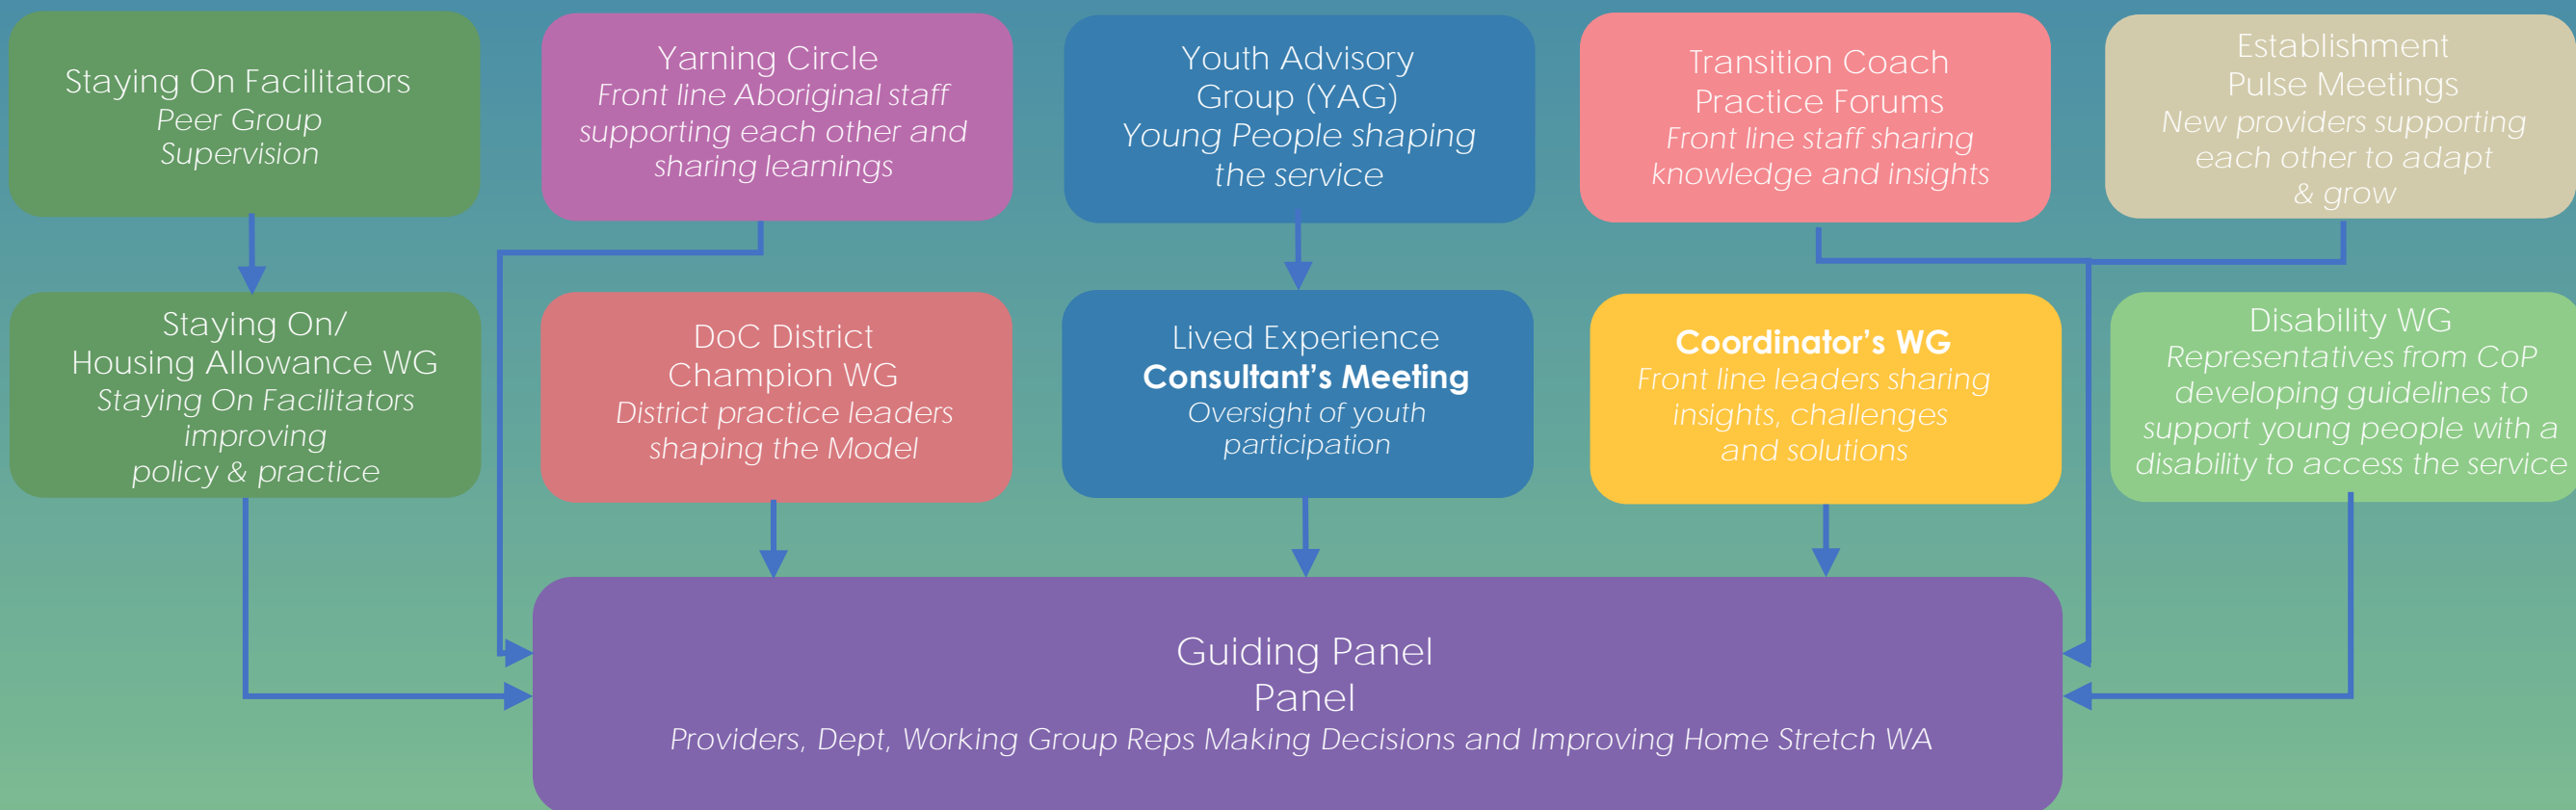 Staying On Facilitators
Peer Group
Supervision
Yarning Circle
Front line Aboriginal staff
supporting each other and
sharing learnings
Youth Advisory
Group (YAG)
Young People shaping
the service
Transition Coach
Practice Forums
Front line staff sharing
knowledge and insights
Establishment
Pulse Meetings
New providers supporting
each other to adapt
& grow
Staying On/
Housing Allowance WG
Staying On Facilitators
improving
policy & practice
DoC District
Champion WG
District practice leaders
shaping the Model
Lived Experience
Consultant's Meeting
Oversight of youth
participation
Coordinator's WG
Front line leaders sharing
insights, challenges
and solutions
Disability WG
Representatives from CoP
developing guidelines to
support young people with a
disability to access the service
Guiding Panel
Panel
Providers, Dept, Working Group Reps Making Decisions and Improving Home Stretch WA